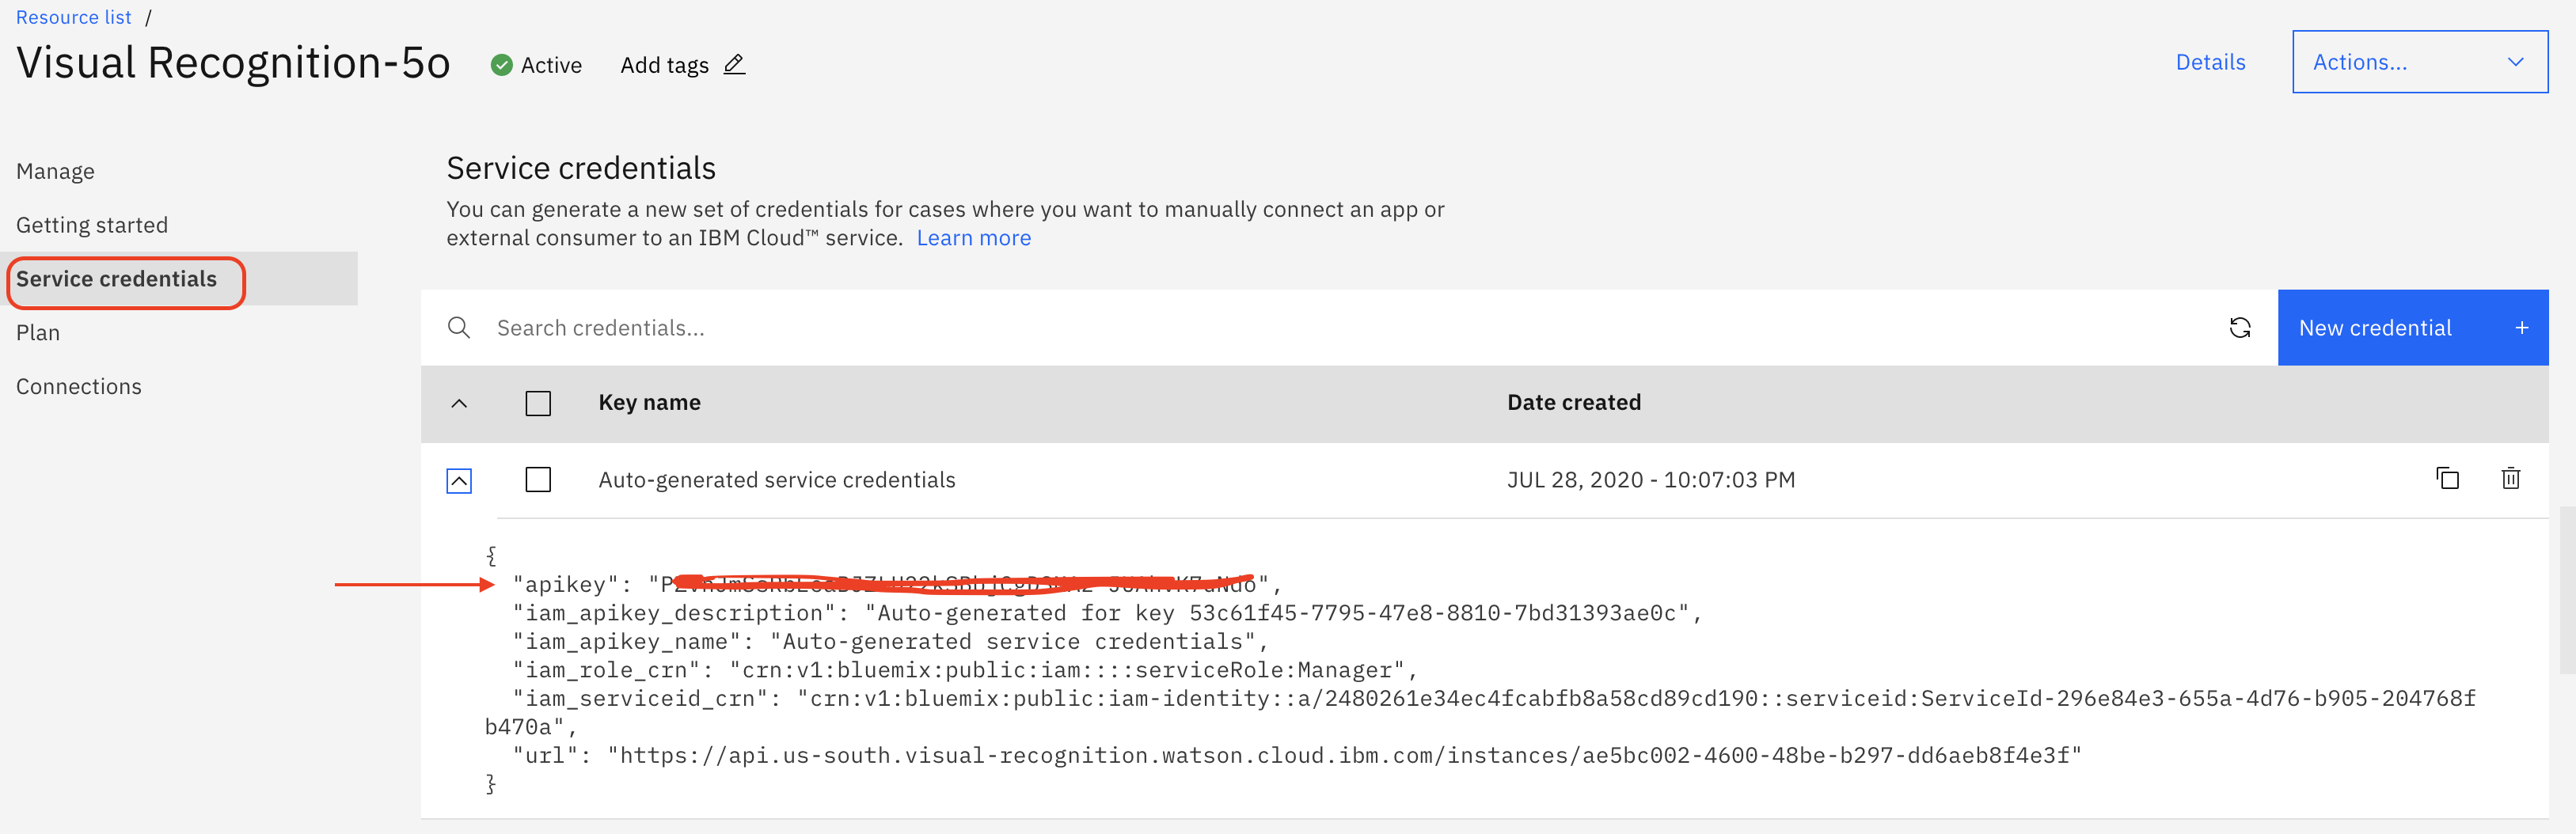 Resource list /
Visual Recognition-5o
Active
Add tags
Details
Actions...
Manage
Getting started
Service credentials
Plan
Connections
Service credentials
You can generate a new set of credentials for cases where you want to manually connect an app or
external consumer to an IBM Cloud™ service. Learn more
Search credentials...
New credential +
Key name
Date created
Auto-generated service credentials
JUL 28, 2020 - 10:07:03 PM
{
"apikey": "
"iam_apikey_description": "Auto-generated for key 53c61f45-7795-47e8-8810-7bd31393ae0c",
"iam_apikey_name": "Auto-generated service credentials",
"iam_role_crn": "crn:v1:bluemix:public:iam::::serviceRole:Manager",
"iam_serviceid_crn": "crn:v1:bluemix:public:iam-identity::a/2480261e34ec4fcabfb8a58cd89cd190::serviceid:ServiceId-296e84e3-655a-4d76-b905-204768f
b470a",
"url": "https://api.us-south.visual-recognition.watson.cloud.ibm.com/instances/ae5bc002-4600-48be-b297-dd6aeb8f4e3f"
}